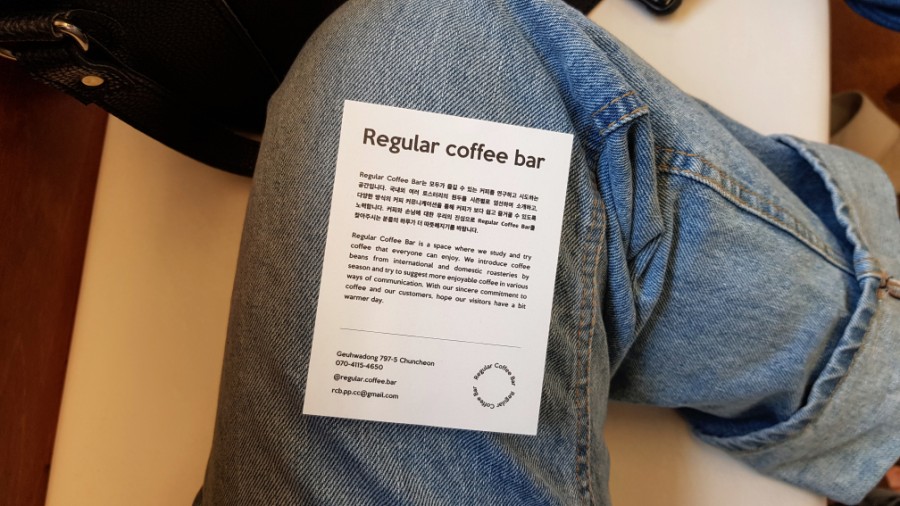 Regular coffee bar
Regular Coffee Bar는 모두가 즐길 수 있는 커피를 연구하고 시도하는
공간입니다. 국내외 여러 로스터리의 원두를 시즌별로 엄선하여 소개하고,
다양한 방식의 커피 커뮤니케이션을 통해 커피가 보다 쉽고 즐거울 수 있도록
노력합니다. 커피와 손님에 대한 우리의 진심으로 Regular Coffee Bar를
찾아주시는 분들의 하루가 더 따뜻해지기를 바랍니다.
Regular Coffee Bar is a space where we study and try
coffee that everyone can enjoy. We introduce coffee
beans from international and domestic roasteries by
season and try to suggest more enjoyable coffee in various
ways of communication. With our sincere commitment to
coffee and our customers, hope our visitors have a bit
warmer day.
Geuhwadong 797-5 Chuncheon
070-4115-4650
@regular.coffee.bar
rcb.pp.cc@gmail.com
Regular Coffee Bar Regular Coffee Bar